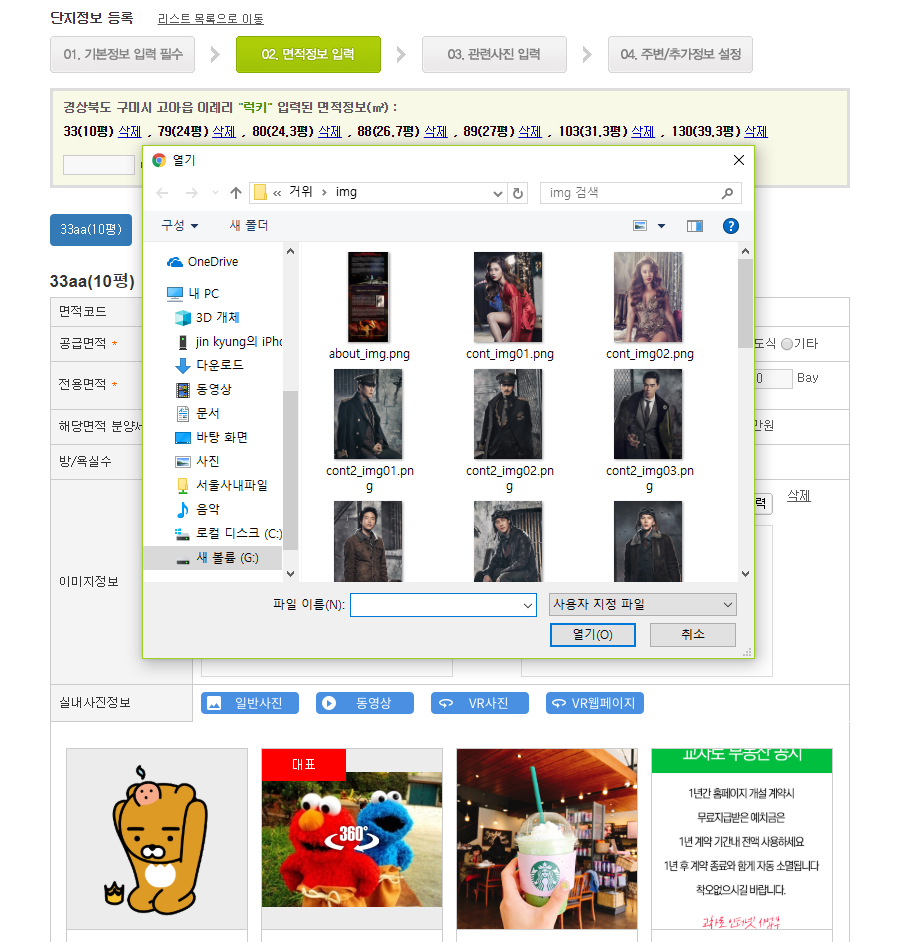 단지정보 등록 리스트 목록으로 이동
01. 기본정보 입력 필수 02. 면적정보 입력 03. 관련사진 입력 04. 주변/추가정보 설정
경상북도 구미시 고아읍 이례리 "럭키" 입력된 면적정보(㎡) :
33(10평) 삭제 , 79(24평) 삭제 , 80(24.3평) 삭제 , 88(26.7평) 삭제 , 89(27평) 삭제 , 103(31.3평) 삭제 , 130(39.3평) 삭제
열기
« 거위 › img
img 검색
구성 새 폴더
33aa(10평)
OneDrive
내 PC
3D 개체
jin kyung의 iPho
다운로드
동영상
문서
바탕 화면
사진
서울사내파일
음악
로컬 디스크 (C:)
새 볼륨 (G:)
about_img.png
cont_img01.png
cont_img02.png
cont2_img01.pn
g
cont2_img02.pn
g
cont2_img03.pn
g
파일 이름(N):
사용자 지정 파일
열기(O) 취소
33aa(10평)
면적코드
공급면적 *
도식 기타
전용면적 *
0 Bay
해당면적 분양
만원
방/욕실수
력 삭제
이미지정보
실내사진정보
일반사진 동영상 VR사진 VR웹페이지
대표
360°
STARBUCKS
교차로 부동산 공지
1년간 홈페이지 개설 계약시
무료지급받은 예치금은
1년 계약 기간내 전액 사용하세요
1년 후 계약 종료와 함게 자동 소멸됩니다
착오없으시길 바랍니다.
교차로 인터넷 사업부